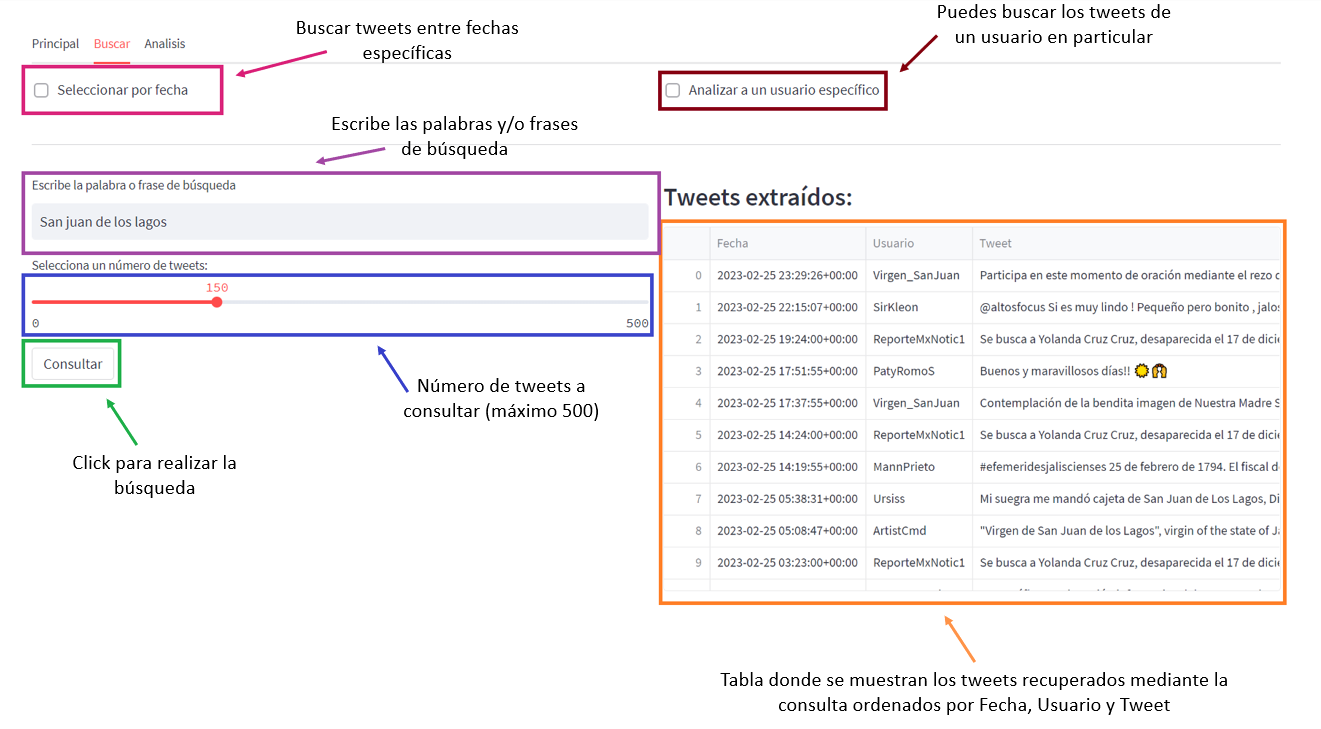 Buscar tweets entre fechas
específicas
Puedes buscar los tweets de
un usuario en particular
Principal Buscar Analisis
Seleccionar por fecha
Analizar a un usuario específico
Escribe las palabras y/o frases
de búsqueda
Escribe la palabra o frase de búsqueda
San juan de los lagos
Selecciona un número de tweets:
150
0 500
Consultar
Número de tweets a
consultar (máximo 500)
Click para realizar la
búsqueda
Tweets extraídos:
Fecha Usuario Tweet
0 2023-02-25 23:29:26+00:00 Virgen_SanJuan Participa en este momento de oración mediante el rezo
1 2023-02-25 22:15:07+00:00 SirKleon @altosfocus Si es muy lindo ! Pequeño pero bonito , jalos
2 2023-02-25 19:24:00+00:00 ReporteMxNotic1 Se busca a Yolanda Cruz Cruz, desaparecida el 17 de dicie
3 2023-02-25 17:51:55+00:00 PatyRomoS Buenos y maravillosos días!! 🌞🙆
4 2023-02-25 17:37:55+00:00 Virgen_SanJuan Contemplación de la bendita imagen de Nuestra Madre S
5 2023-02-25 14:24:00+00:00 ReporteMxNotic1 Se busca a Yolanda Cruz Cruz, desaparecida el 17 de dicie
6 2023-02-25 14:19:55+00:00 MannPrieto #efemeridesjaliscienses 25 de febrero de 1794. El fiscal d
7 2023-02-25 05:38:31+00:00 Ursiss Mi suegra me mandó cajeta de San Juan de Los Lagos, Di
8 2023-02-25 05:08:47+00:00 ArtistCmd "Virgen de San Juan de los Lagos", virgin of the state of Ja
9 2023-02-25 03:23:00+00:00 ReporteMxNotic1 Se busca a Yolanda Cruz Cruz, desaparecida el 17 de dicie
Tabla donde se muestran los tweets recuperados mediante la
consulta ordenados por Fecha, Usuario y Tweet